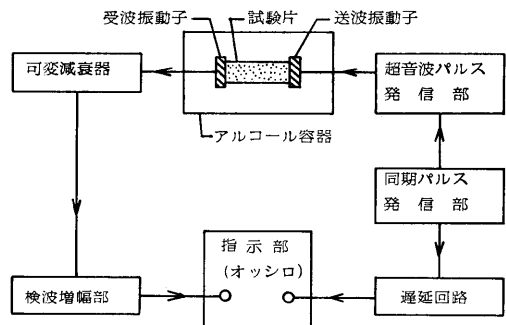 受波振動子
試験片
送波振動子
可変減衰器
超音波パルス
発信部
アルコール容器
同期パルス
発信部
指示部
(オッシロ)
検波増幅部
遅延回路